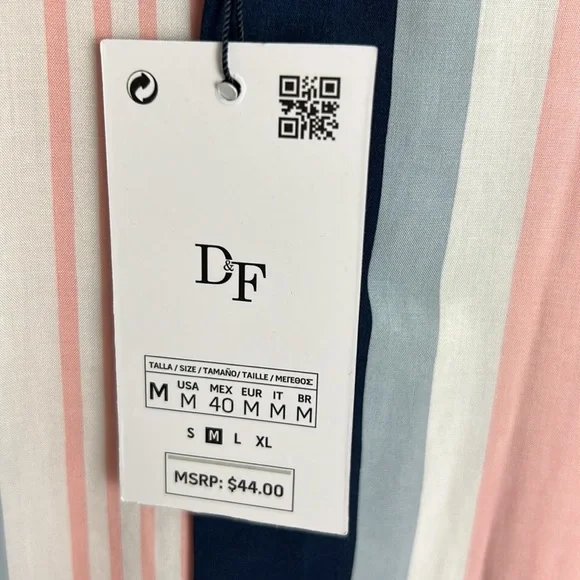 D&F
TALLA / SIZE / TAMAÑO/ TAILLE / ΜΕΓΕΘΟΣ
M USA MEX EUR IT BR
M 40 M M M
S M L XL
MSRP: $44.00